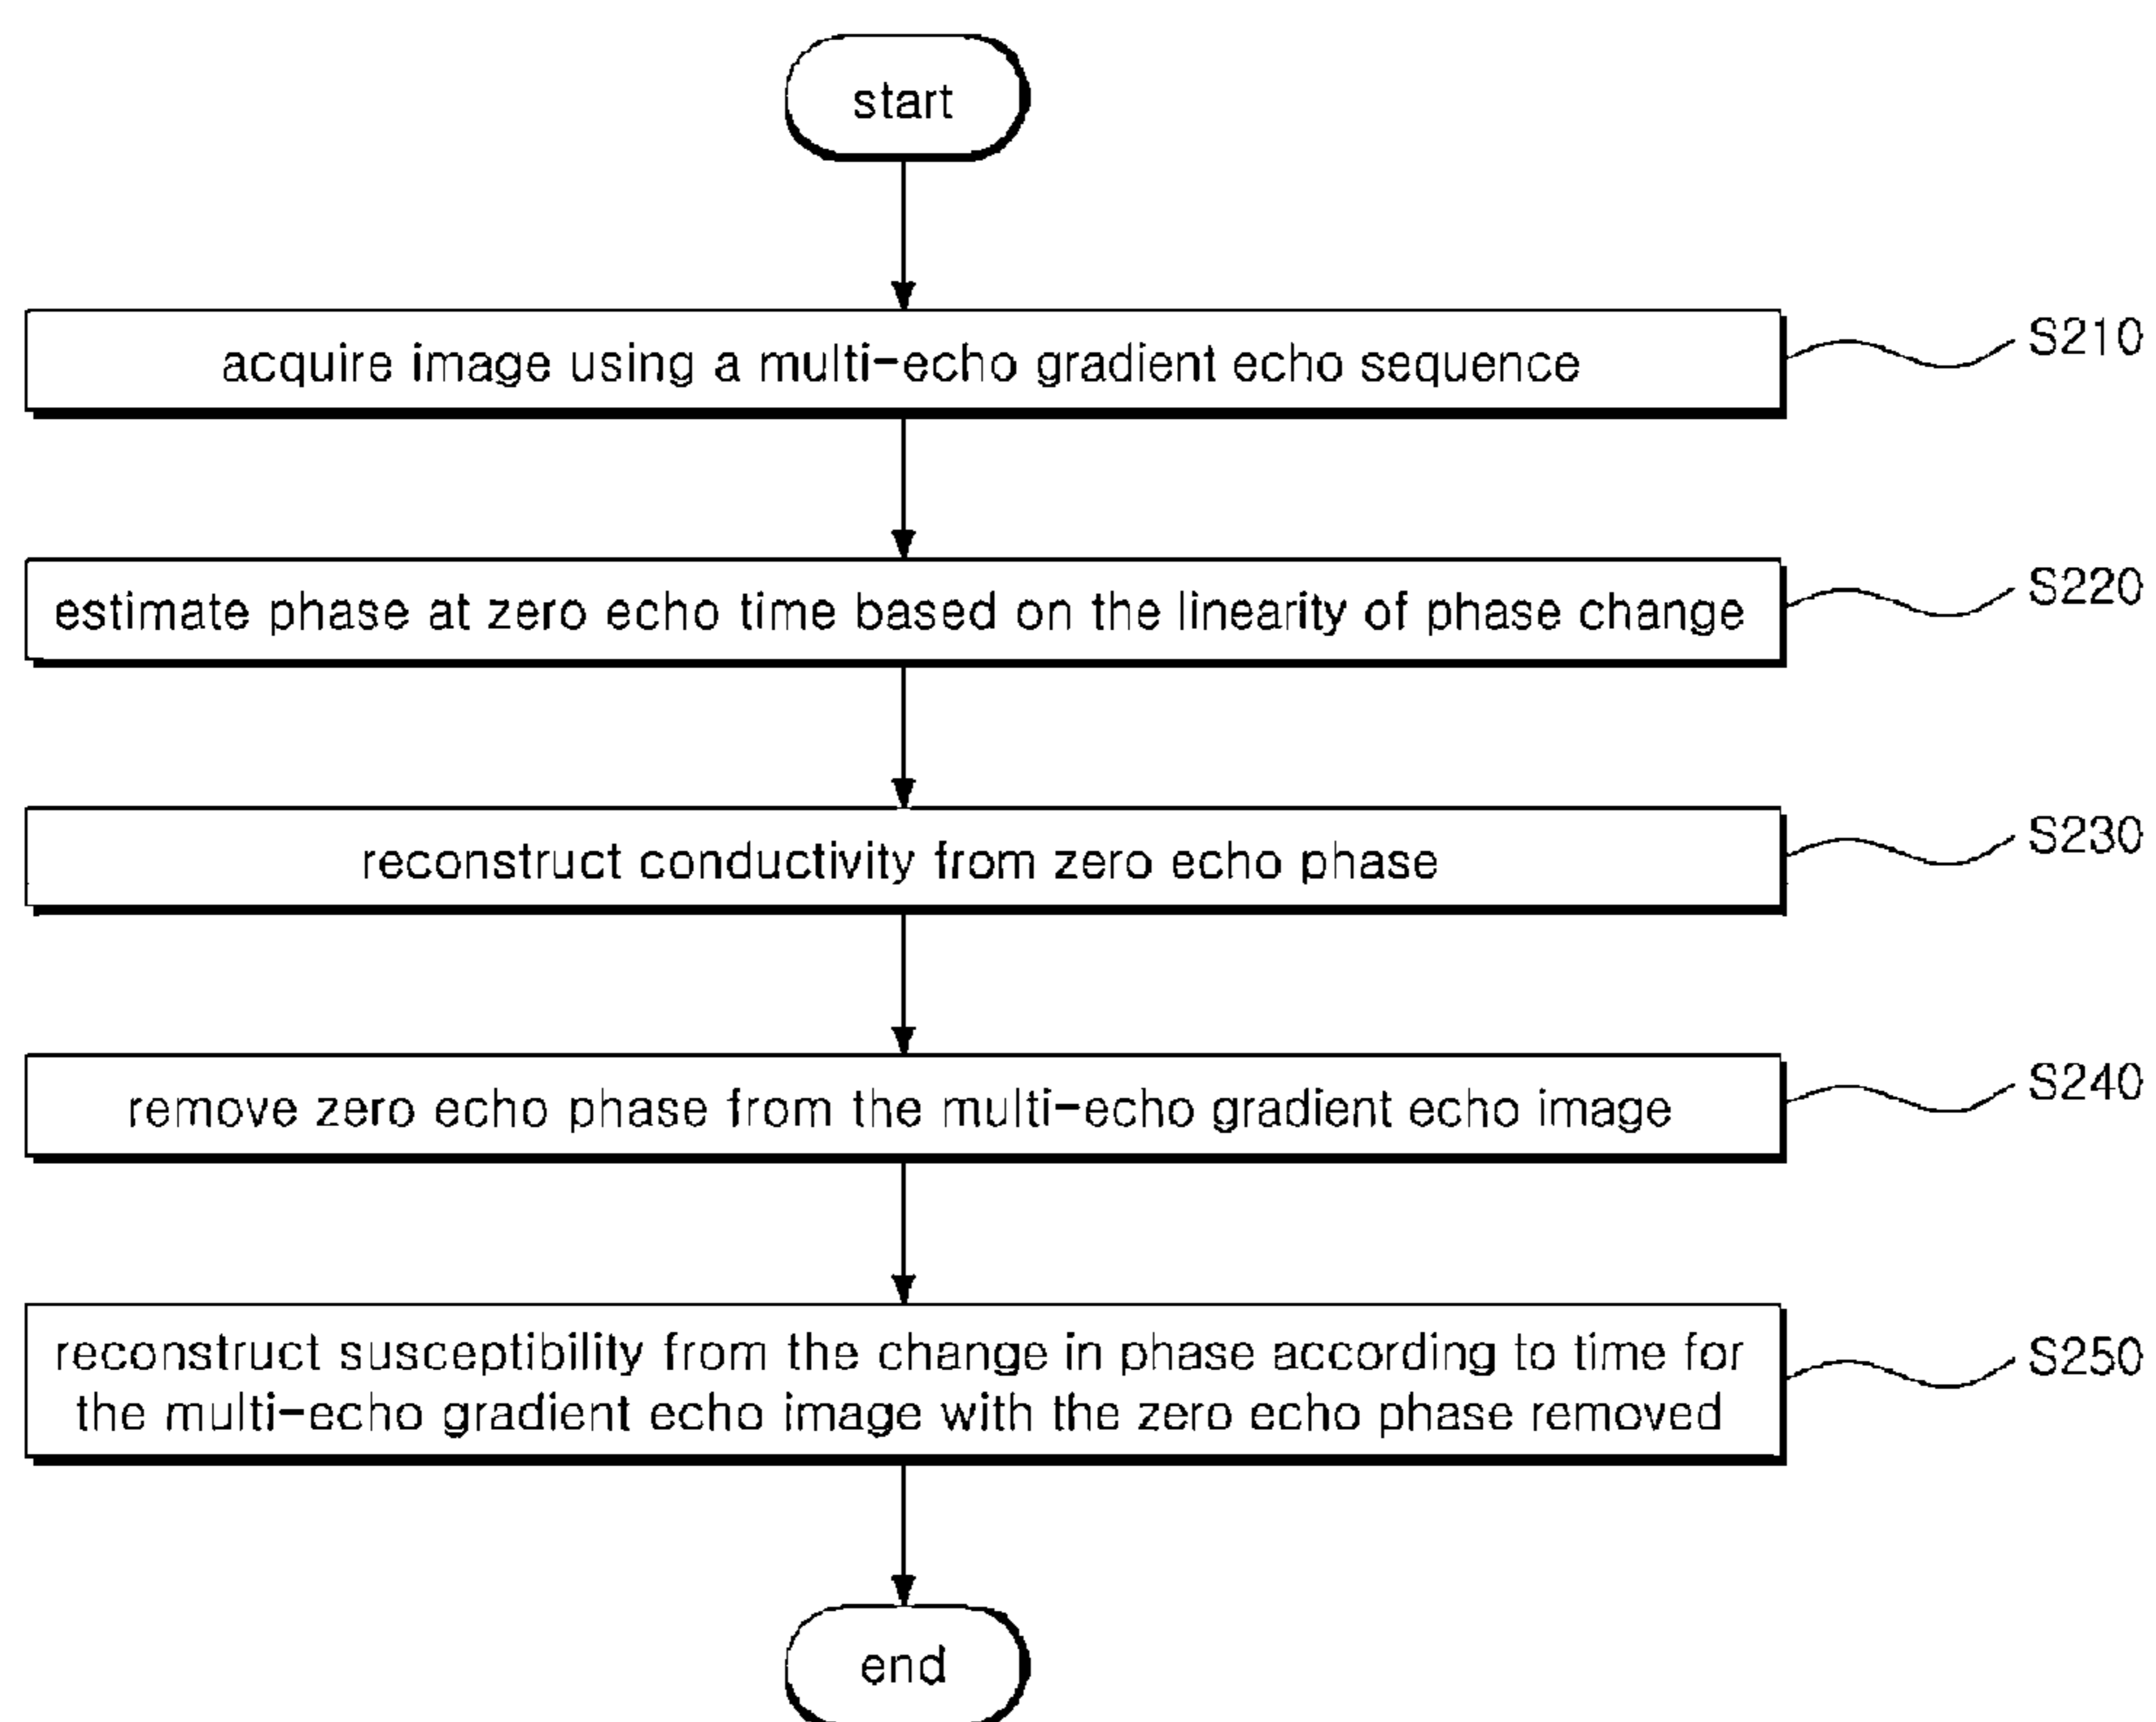 start
acquire image using a multi-echo gradient echo sequence
S210
estimate phase at zero echo time based on the linearity of phase change
S220
reconstruct conductivity from zero echo phase
S230
remove zero echo phase from the multi-echo gradient echo image
S240
reconstruct susceptibility from the change in phase according to time for
the multi-echo gradient echo image with the zero echo phase removed
S250
end